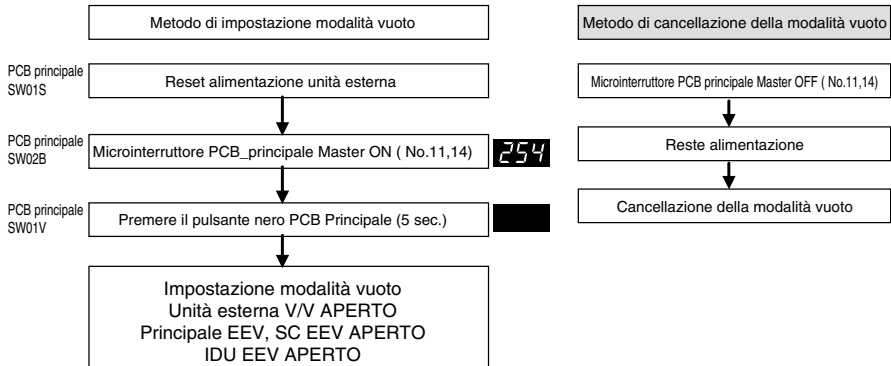 Metodo di impostazione modalità vuoto
PCB principale
SW01S
Reset alimentazione unità esterna
PCB principale
SW02B
Microinterruttore PCB_principale Master ON ( No.11,14)
254
PCB principale
SW01V
Premere il pulsante nero PCB Principale (5 sec.)
Impostazione modalità vuoto
Unità esterna V/V APERTO
Principale EEV, SC EEV APERTO
IDU EEV APERTO
Metodo di cancellazione della modalità vuoto
Microinterruttore PCB principale Master OFF ( No.11,14)
Reste alimentazione
Cancellazione della modalità vuoto